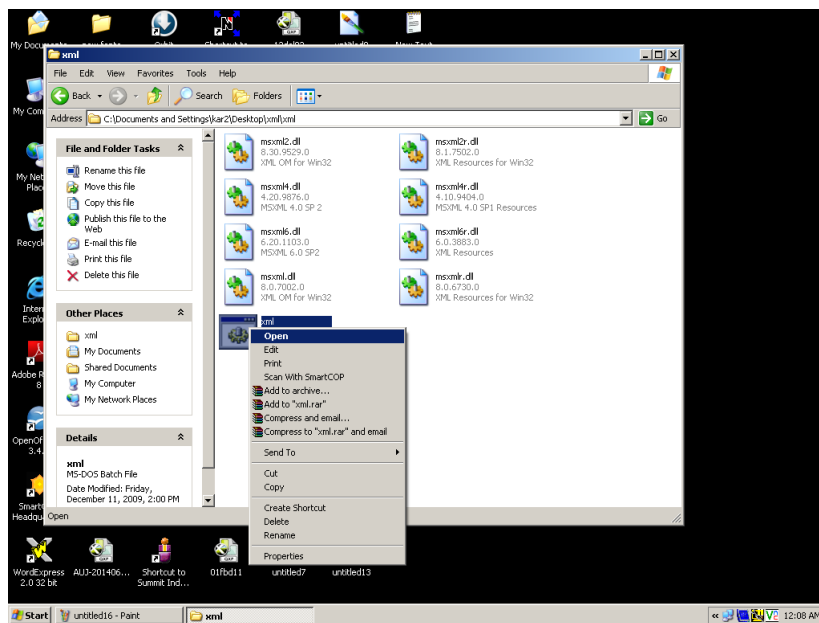 My Documents
new fonts
Orbit
Shortcut to
untitled9
New Text
xml
File Edit View Favorites Tools Help
Back Search Folders
Address C:\Documents and Settings\kar2\Desktop\xml\xml Go
My Com
My Net
Plac
Recycl
Inter
Explo
Adobe R
8
OpenOf
3.4.
Smart
Headqu
File and Folder Tasks
Rename this file
Move this file
Copy this file
Publish this file to the
Web
E-mail this file
Print this file
Delete this file
Other Places
xml
My Documents
Shared Documents
My Computer
My Network Places
Details
xml
MS-DOS Batch File
Date Modified: Friday,
December 11, 2009, 2:00 PM
msxml2.dll
8.30.9529.0
XML OM for Win32
msxml2r.dll
8.1.7502.0
XML Resources for Win32
msxml4.dll
4.20.9876.0
MSXML 4.0 SP 2
msxml4r.dll
4.10.9404.0
MSXML 4.0 SP1 Resources
msxml6.dll
6.20.1103.0
MSXML 6.0 SP2
msxml6r.dll
6.0.3883.0
XML Resources
msxml.dll
8.0.7002.0
XML OM for Win32
msxmlr.dll
8.0.6730.0
XML Resources for Win32
xml
Open
Edit
Print
Scan With SmartCOP
Add to archive...
Add to "xml.rar"
Compress and email...
Compress to "xml.rar" and email
Send To
Cut
Copy
Create Shortcut
Delete
Rename
Properties
Open
WordExpress
2.0 32 bit
AUJ-201406...
Shortcut to
Summit Ind...
01fbd11
untitled7
untitled13
Start untitled16 - Paint xml « 12:08 AM